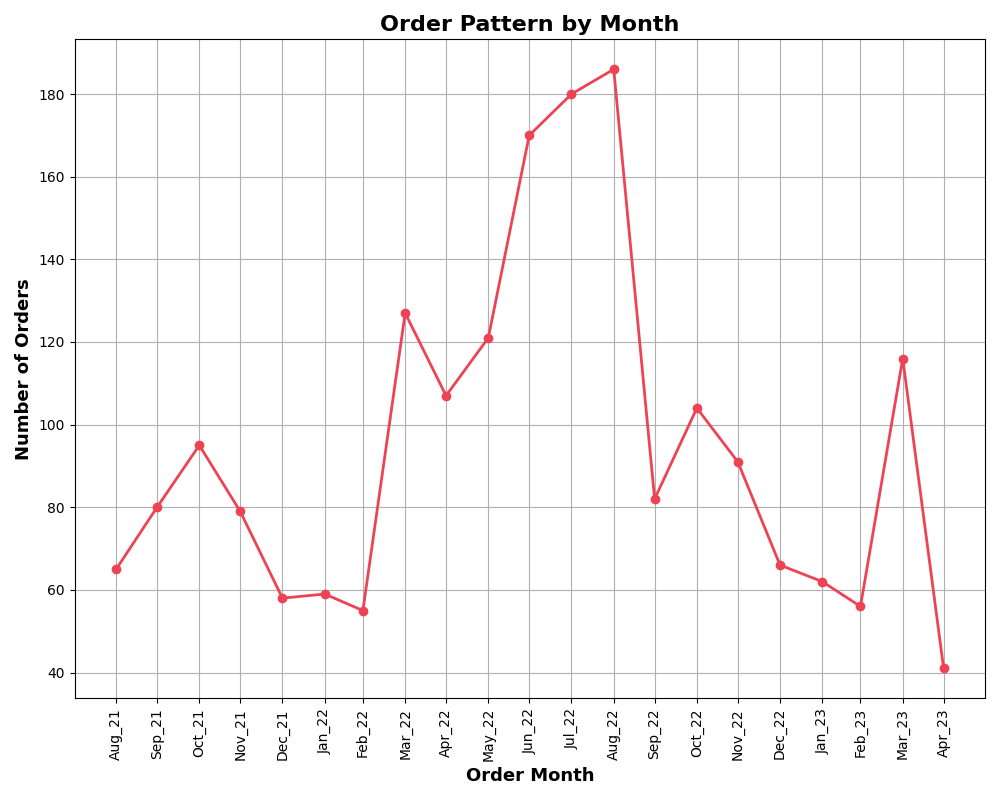 Order Pattern by Month
Number of Orders
180
160
140
120
100
80
60
40
Aug_21
Sep_21
Oct_21
Nov_21
Dec_21
Jan_22
Feb_22
Mar_22
Apr_22
May_22
Jun_22
Jul_22
Aug_22
Sep_22
Oct_22
Nov_22
Dec_22
Jan_23
Feb_23
Mar_23
Apr_23
Order Month